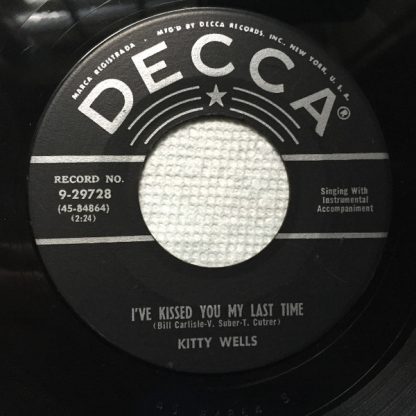 MARCA REGISTRADA · MFG'D BY DECCA RECORDS, INC., NEW YORK, U. S. A.
DECCA®
RECORD NO.
9-29728
(45-84864)
(2:24)
Singing With
Instrumental
Accompaniment
I'VE KISSED YOU MY LAST TIME
(Bill Carlisle-V. Suber-T. Cutrer)
KITTY WELLS